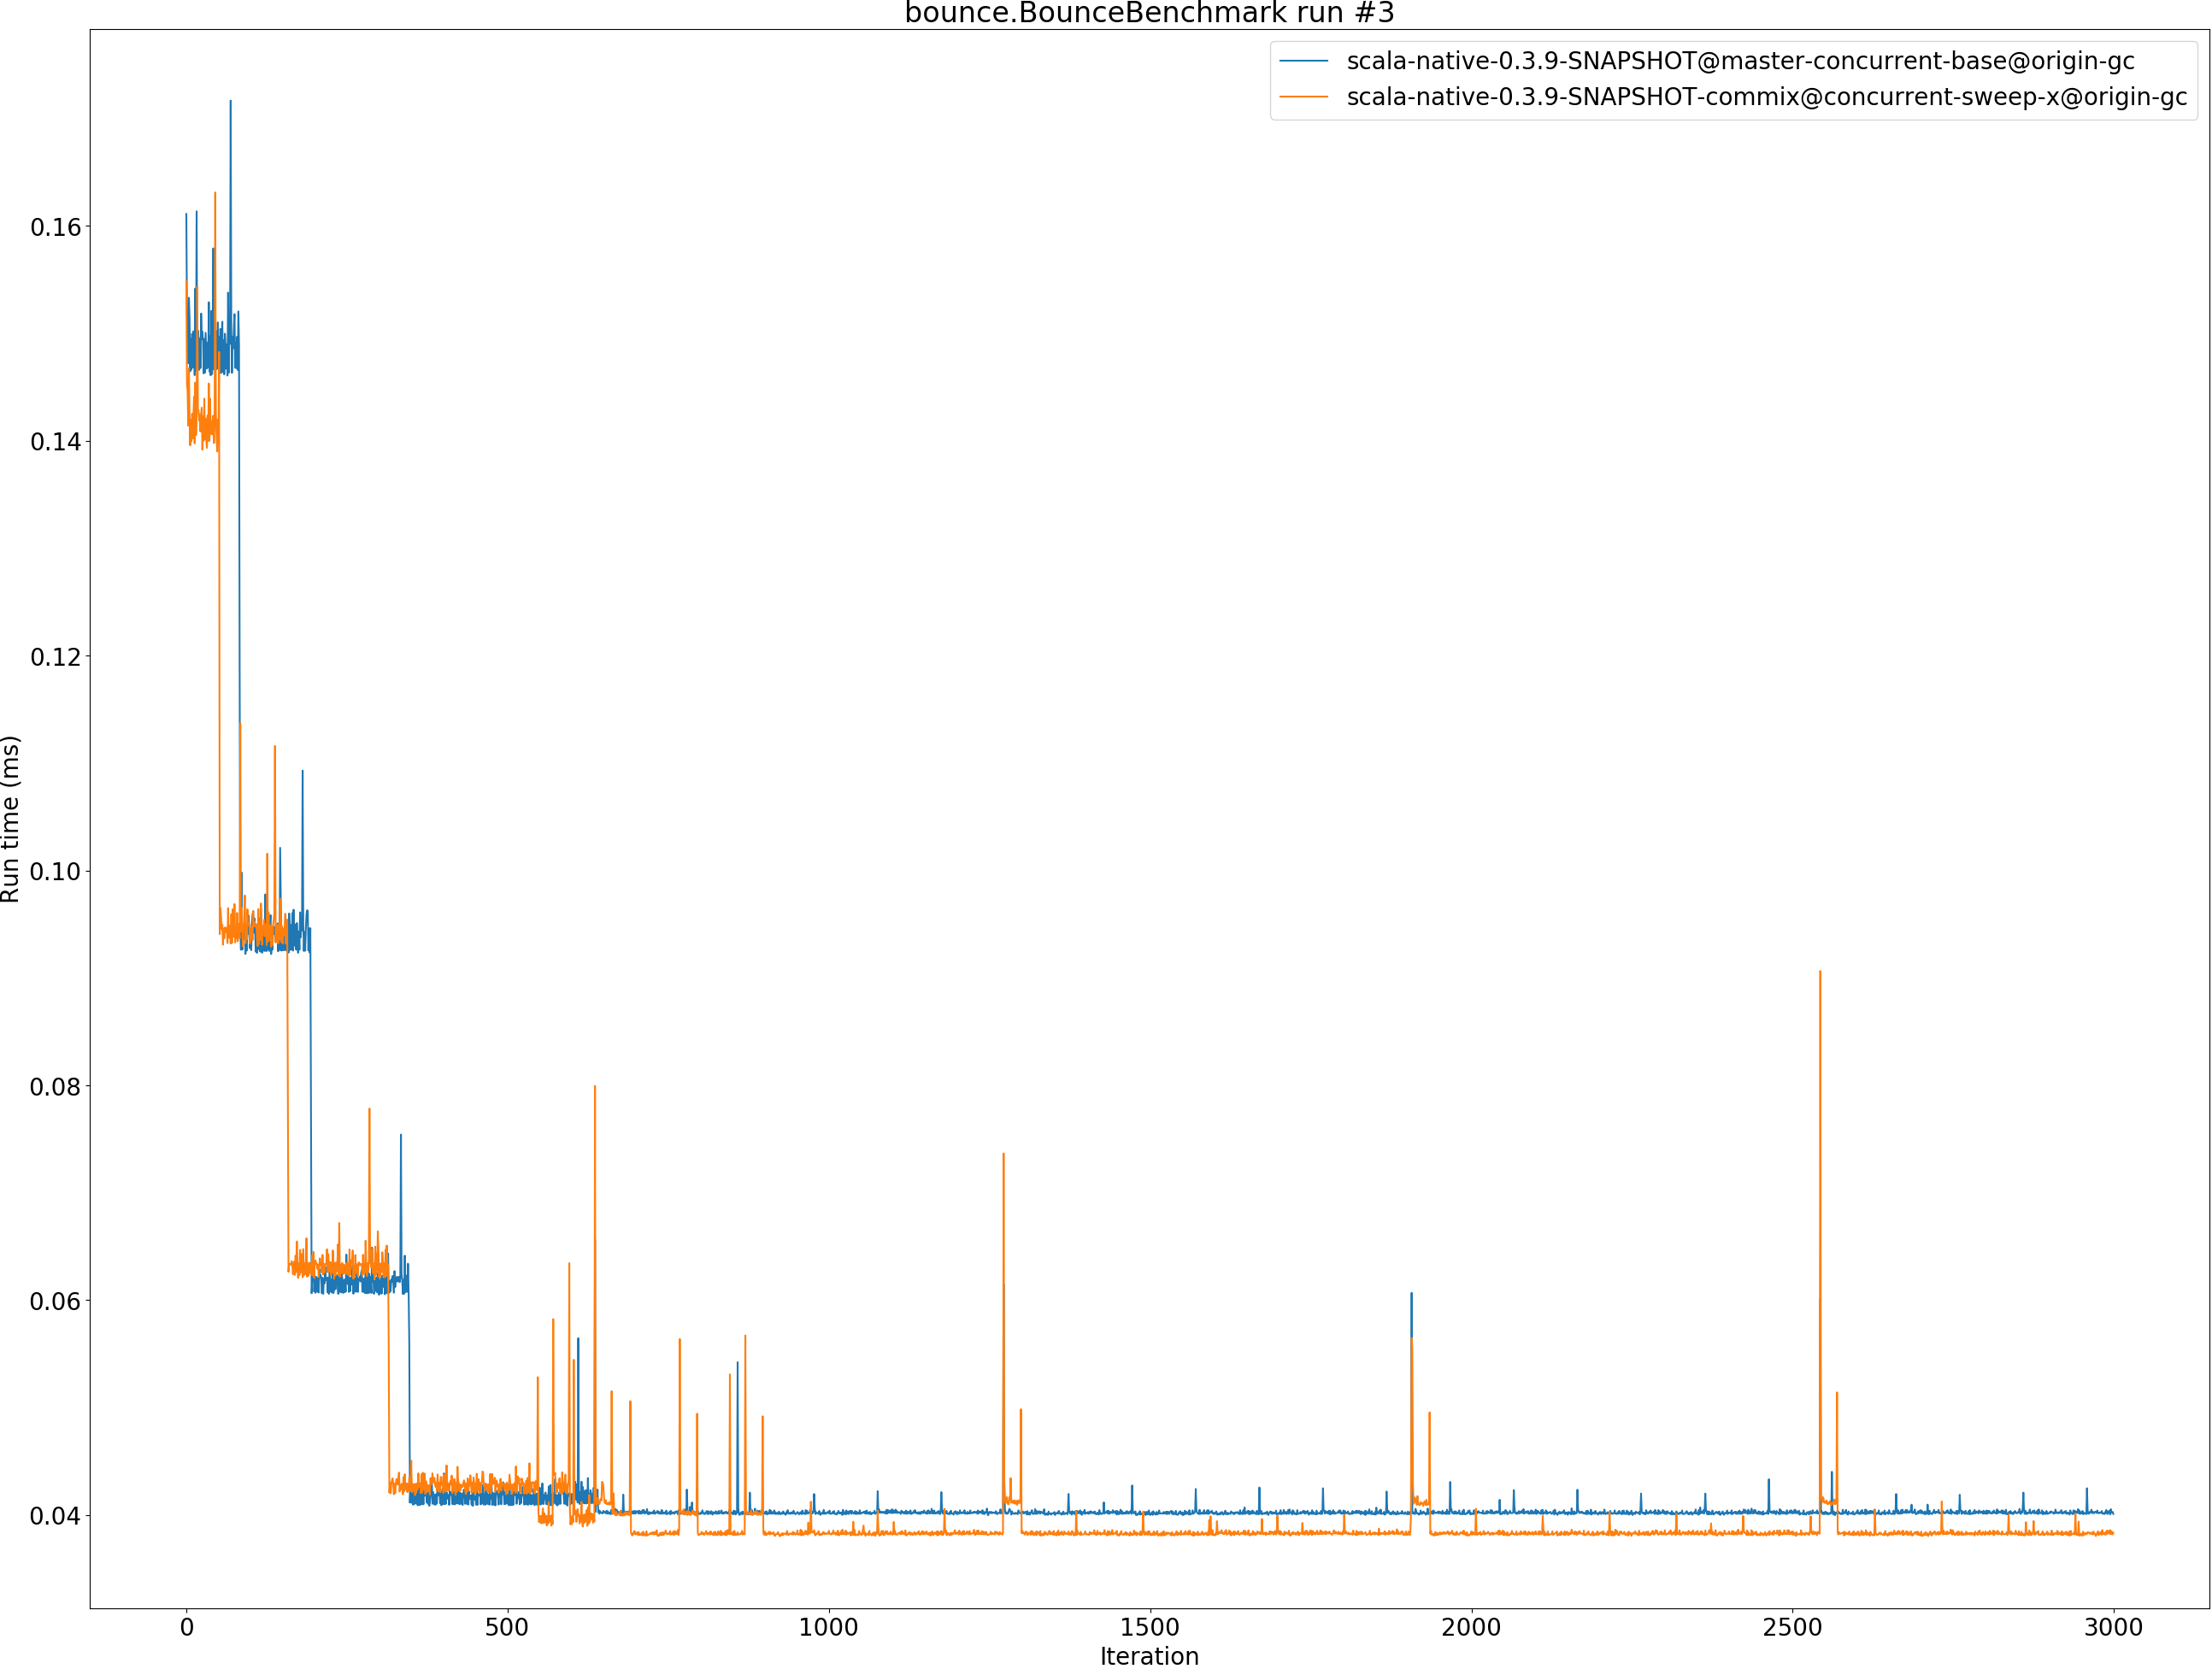 bounce.BounceBenchmark run #3
scala-native-0.3.9-SNAPSHOT@master-concurrent-base@origin-gc
scala-native-0.3.9-SNAPSHOT-commix@concurrent-sweep-x@origin-gc
Run time (ms)
0.16
0.14
0.12
0.10
0.08
0.06
0.04
0
500
1000
1500
2000
2500
3000
Iteration